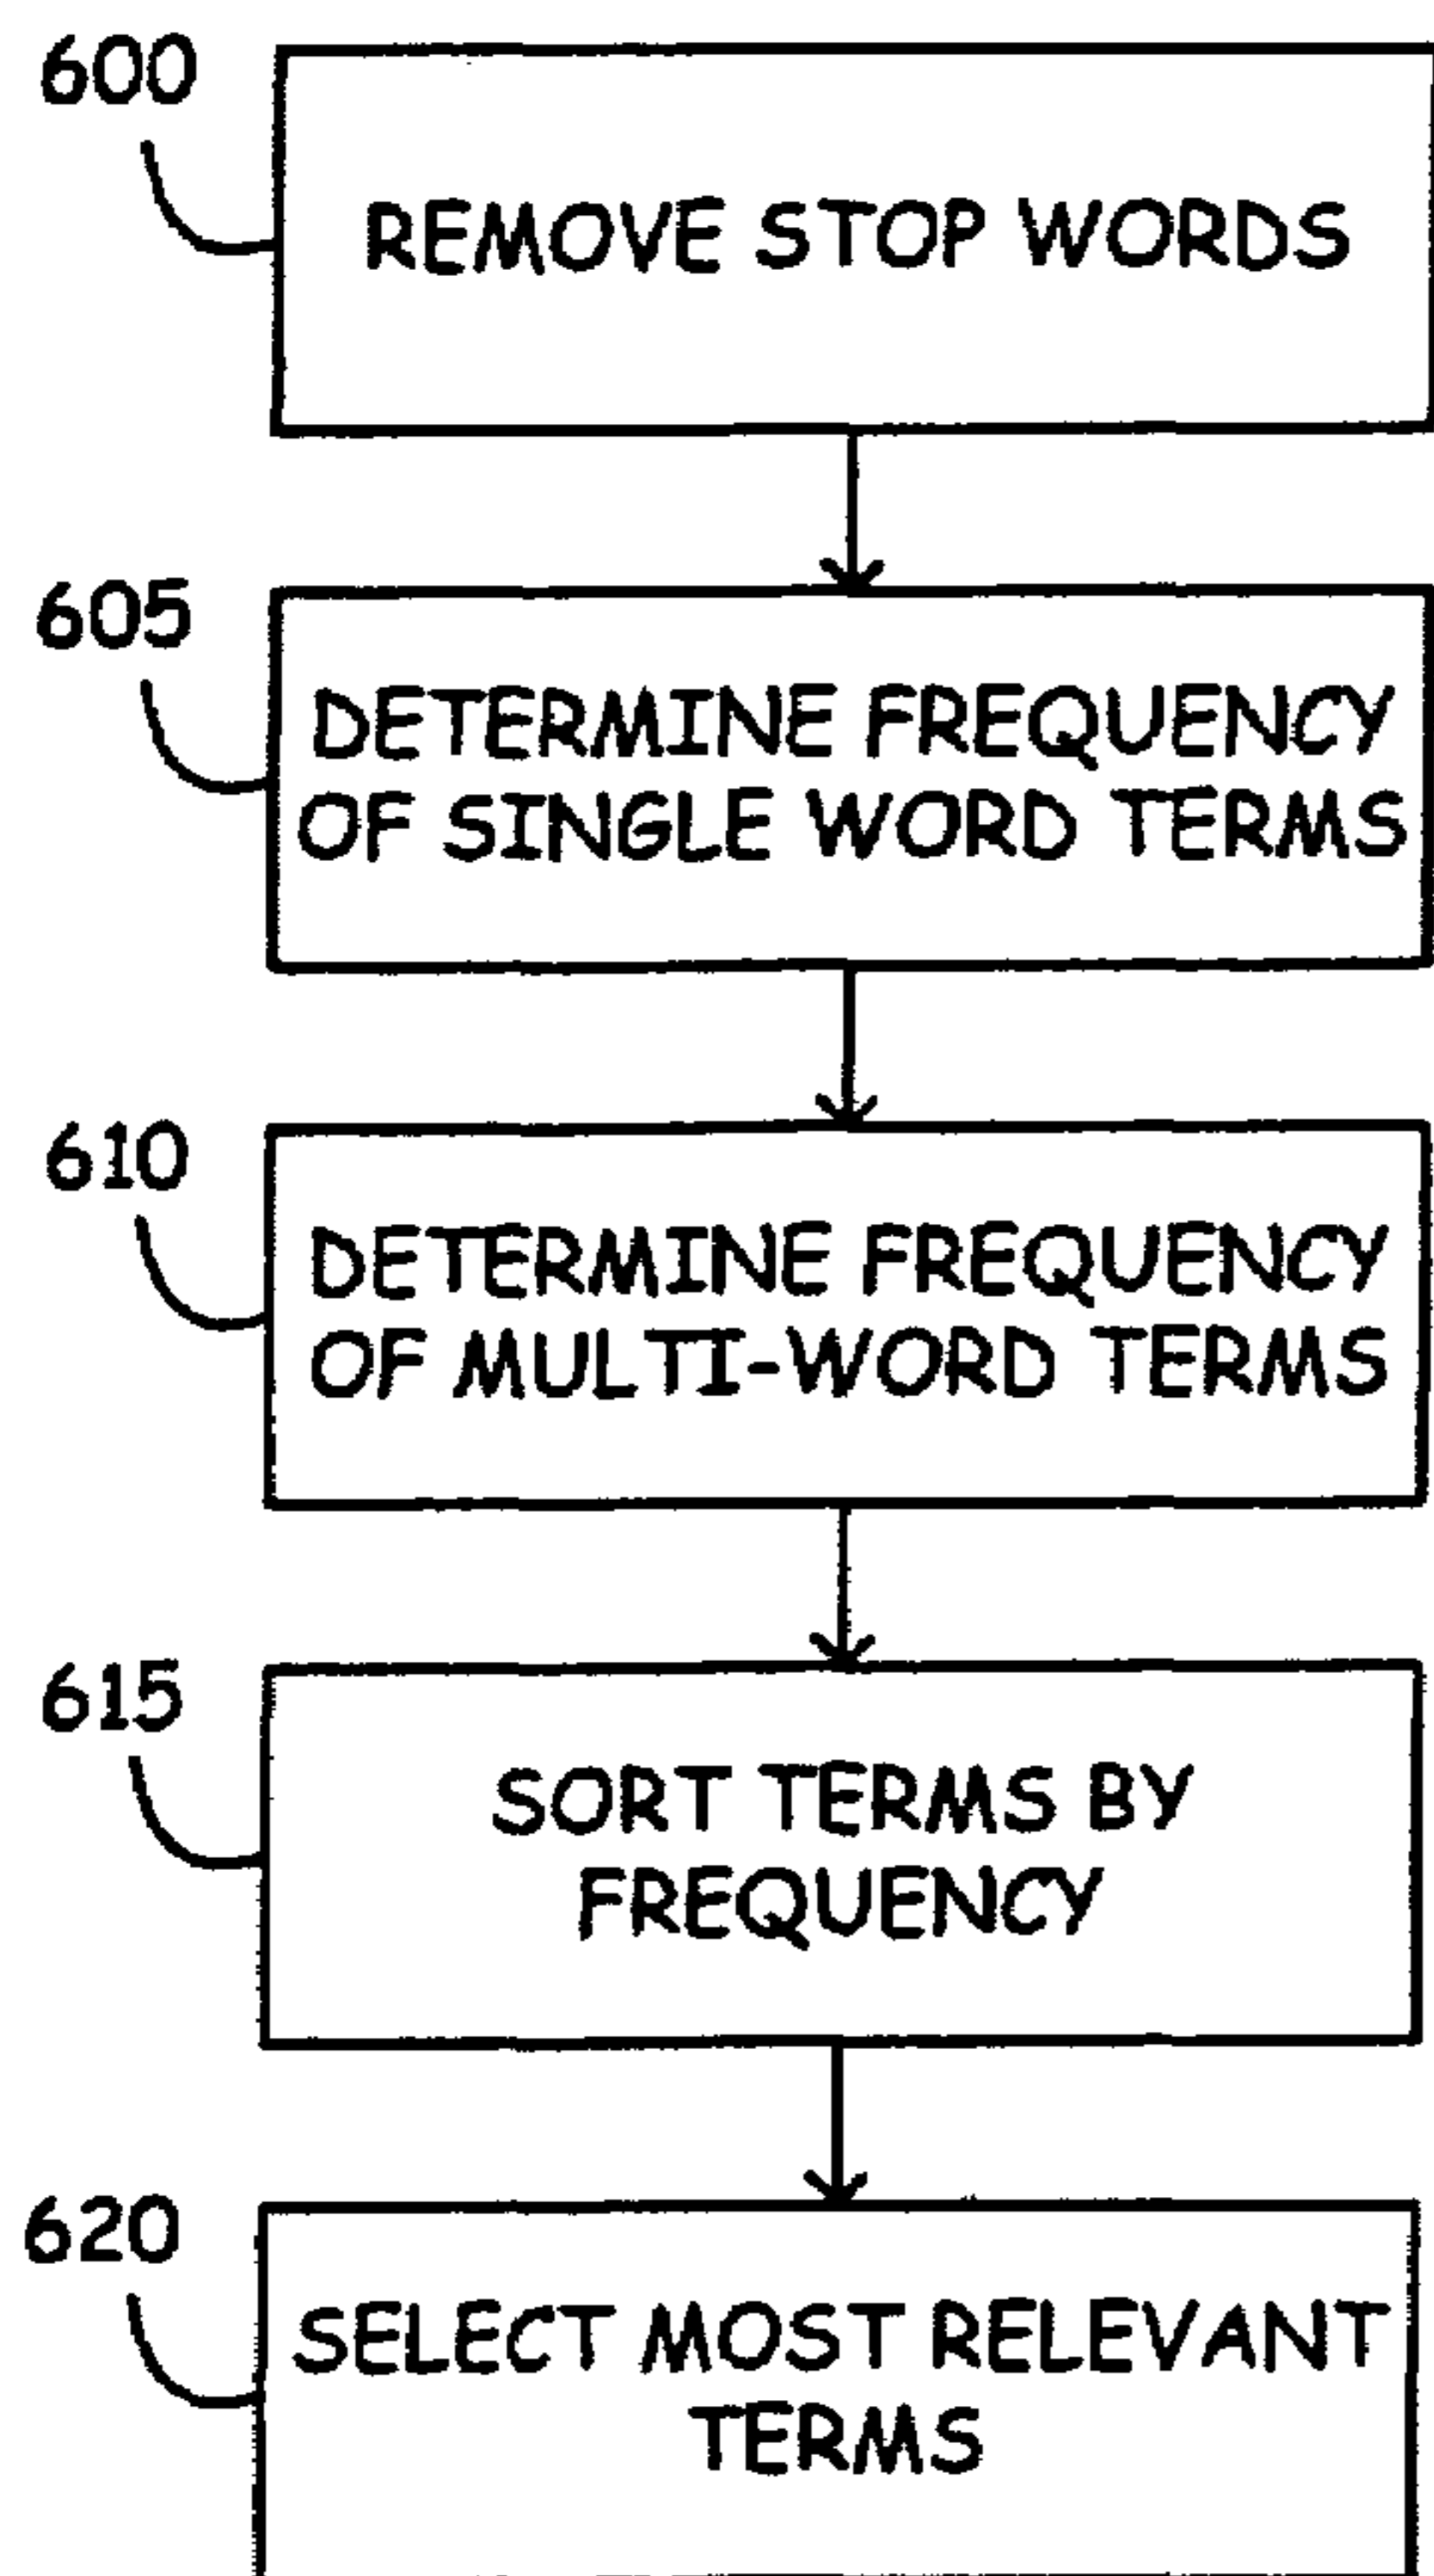 600
REMOVE STOP WORDS
605
DETERMINE FREQUENCY
OF SINGLE WORD TERMS
610
DETERMINE FREQUENCY
OF MULTI-WORD TERMS
615
SORT TERMS BY
FREQUENCY
620
SELECT MOST RELEVANT
TERMS